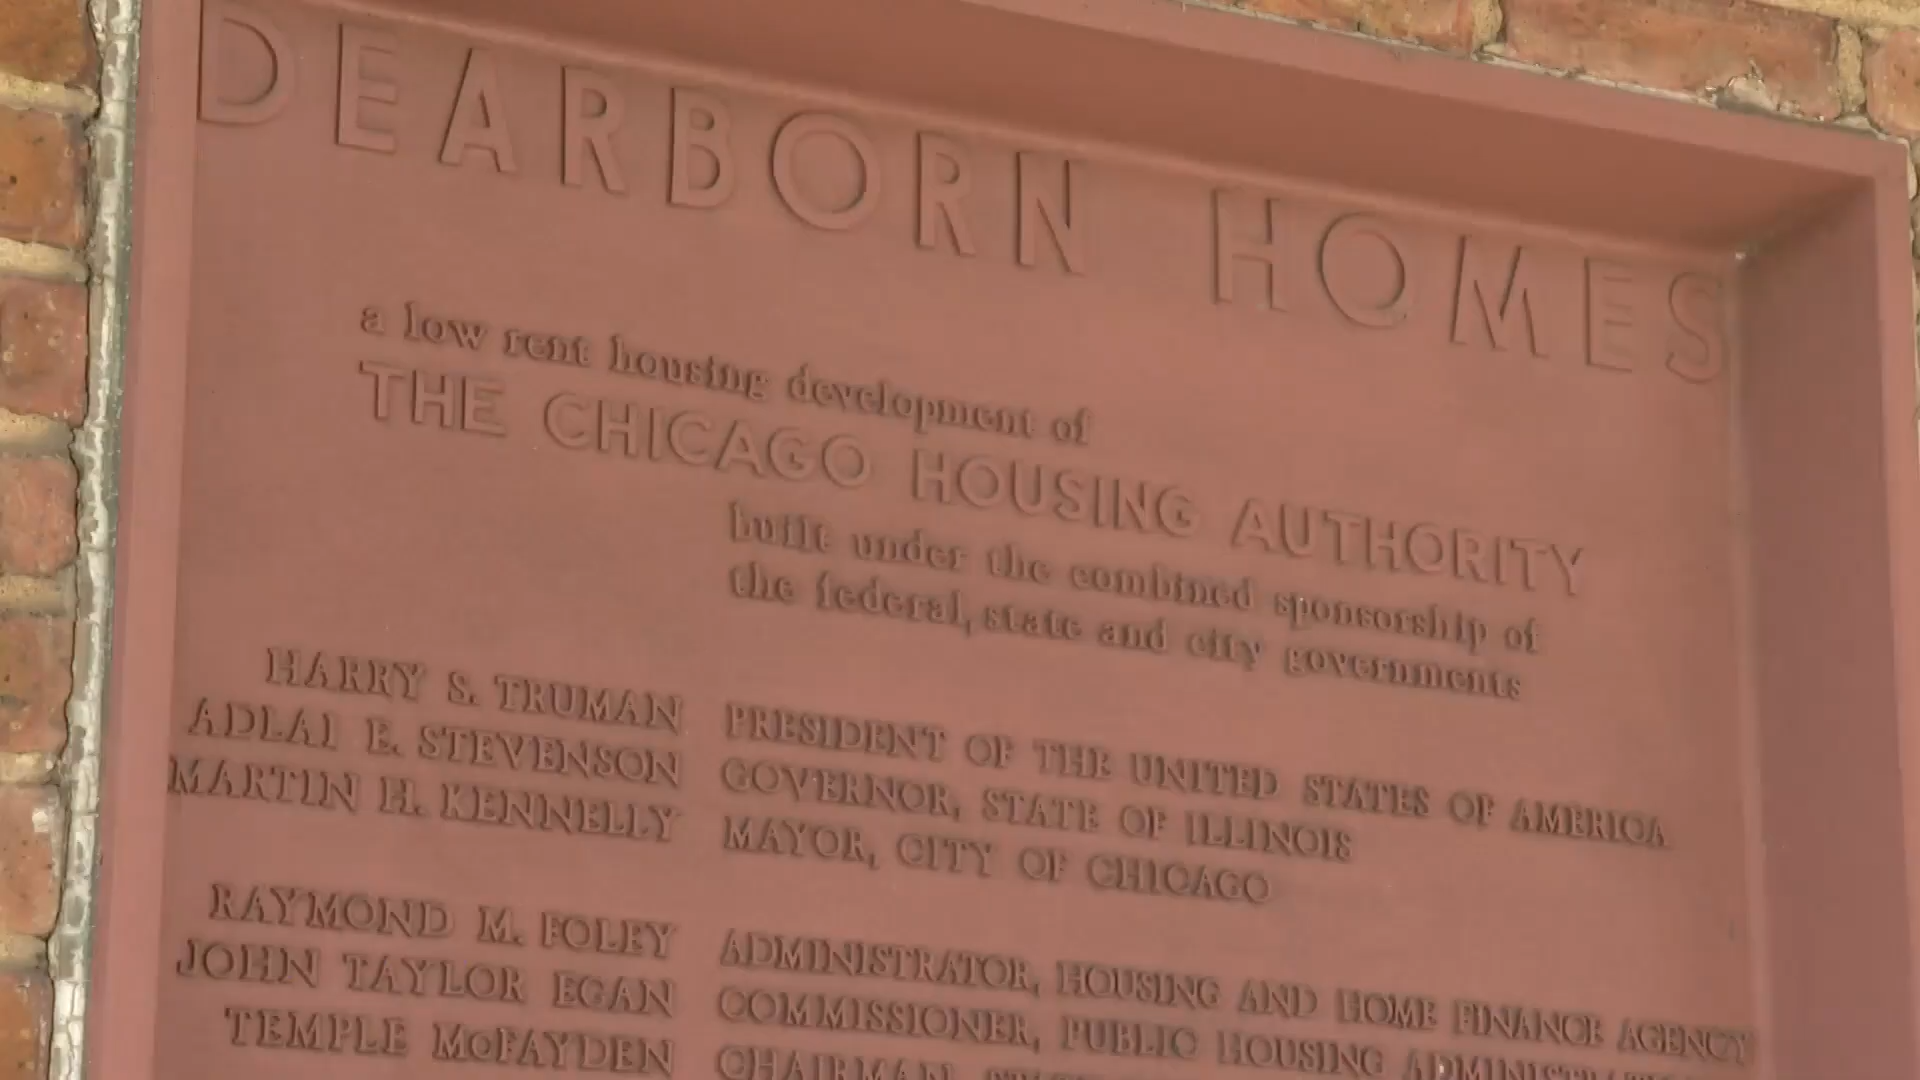 DEARBORN HOMES
a low rent housing development of
THE CHICAGO HOUSING AUTHORITY
built under the combined sponsorship of
the federal, state and city governments
HARRY S. TRUMAN PRESIDENT OF THE UNITED STATES OF AMERICA
ADLAI E. STEVENSON GOVERNOR, STATE OF ILLINOIS
MARTIN H. KENNELLY MAYOR, CITY OF CHICAGO
RAYMOND M. FOLEY ADMINISTRATOR, HOUSING AND HOME FINANCE AGENCY
JOHN TAYLOR EGAN COMMISSIONER, PUBLIC HOUSING
TEMPLE McFAYDEN CHAIRMAN,